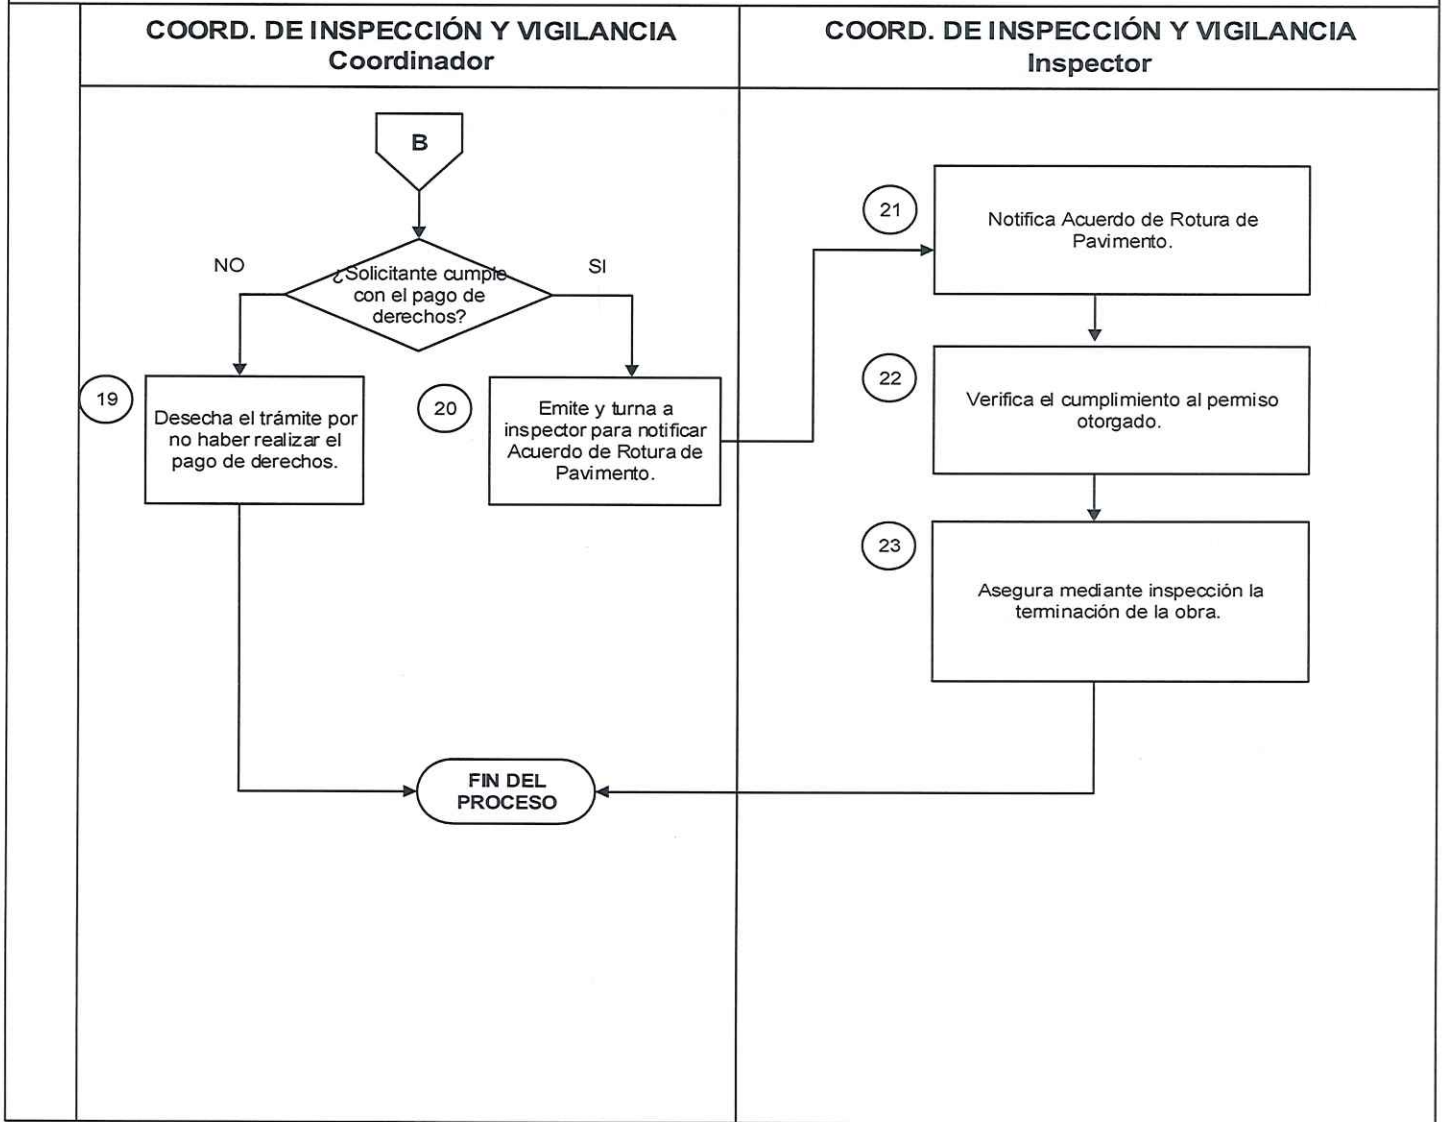 COORD. DE INSPECCIÓN Y VIGILANCIA
Coordinador
COORD. DE INSPECCIÓN Y VIGILANCIA
Inspector
B
NO
¿Solicitante cumple
con el pago de
derechos?
SI
19
Desecha el trámite por
no haber realizar el
pago de derechos.
20
Emite y turna a
inspector para notificar
Acuerdo de Rotura de
Pavimento.
21
Notifica Acuerdo de Rotura de
Pavimento.
22
Verifica el cumplimiento al permiso
otorgado.
23
Asegura mediante inspección la
terminación de la obra.
FIN DEL
PROCESO